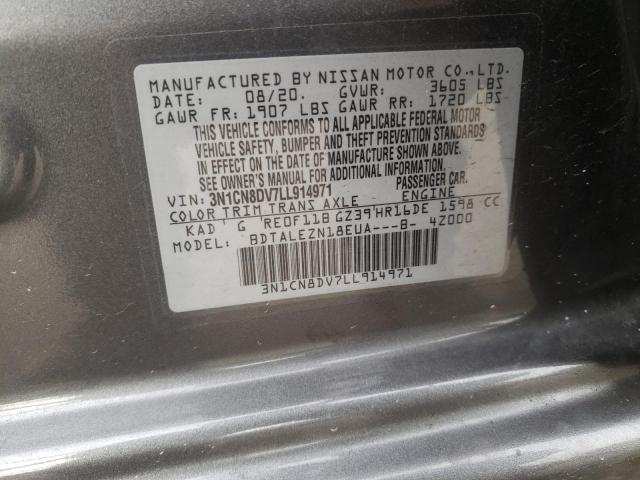 MANUFACTURED BY NISSAN MOTOR CO.,LTD.
DATE: 08/20. GVWR: 3605 LBS
GAWR FR: 1907 LBS GAWR RR: 1720 LBS
THIS VEHICLE CONFORMS TO ALL APPLICABLE FEDERAL MOTOR
VEHICLE SAFETY, BUMPER AND THEFT PREVENTION STANDARDS
IN EFFECT ON THE DATE OF MANUFACTURE SHOWN ABOVE.
SEE OWNER'S MANUAL FOR ADDITIONAL INFORMATION.
VIN: 3N1CN8DV7LL914971 PASSENGER CAR.
COLOR TRIM TRANS AXLE ENGINE
KAD G RE0F11B GZ39 HR16DE 1598 CC
MODEL: BDTALEZN18EUA---B- 4Z000
3N1CN8DV7LL914971